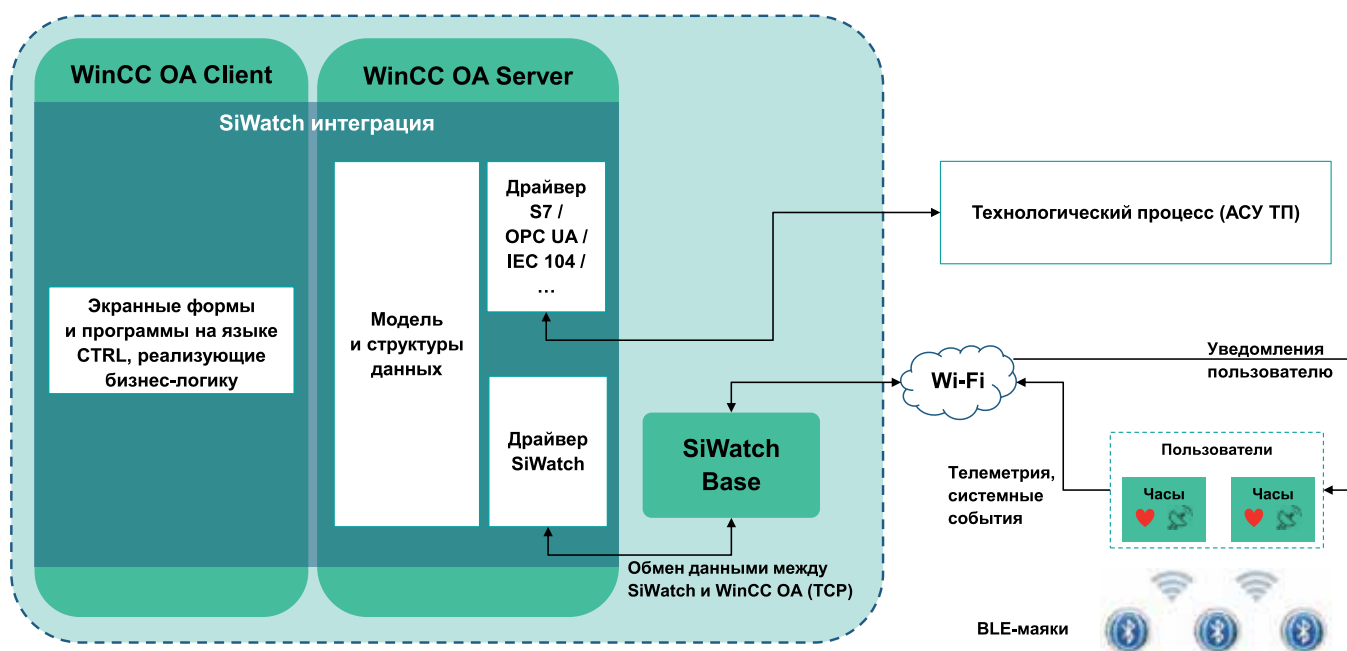 WinCC OA Client
WinCC OA Server
SiWatch интеграция
Экранные формы
и программы на языке
CTRL, реализующие
бизнес-логику
Модель
и структуры
данных
Драйвер
S7 /
OPC UA /
IEC 104 /
...
Драйвер
SiWatch
SiWatch
Base
Обмен данными между
SiWatch и WinCC OA (TCP)
Технологический процесс (АСУ ТП)
Wi-Fi
Уведомления
пользователю
Телеметрия,
системные
события
Пользователи
Часы
Часы
BLE-маяки